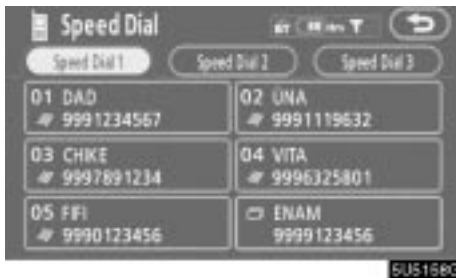 Speed Dial
BT
Speed Dial 1 Speed Dial 2 Speed Dial 3
01 DAD 02 UNA
9991234567 9991119632
03 CHIKE 04 VITA
9997891234 9996325801
05 FIFI ENAM
9990123456 9999123456